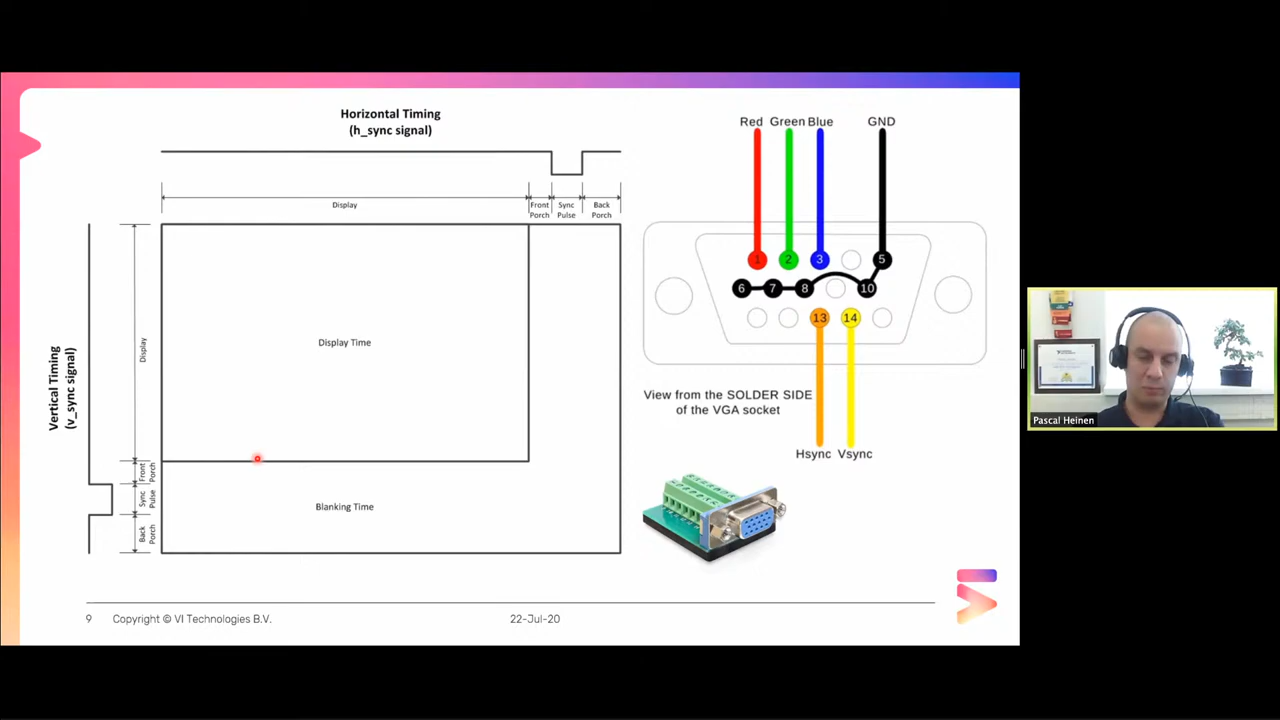 Horizontal Timing
(h_sync signal)
Display
Front
Porch
Sync
Pulse
Back
Porch
Vertical Timing
(v_sync signal)
Display
Front
Porch
Sync
Pulse
Back
Porch
Display Time
Blanking Time
Red Green Blue GND
1 2 3 5
6 7 8 10
13 14
View from the SOLDER SIDE
of the VGA socket
Hsync Vsync
9 Copyright © VI Technologies B.V. 22-Jul-20
Pascal Heinen